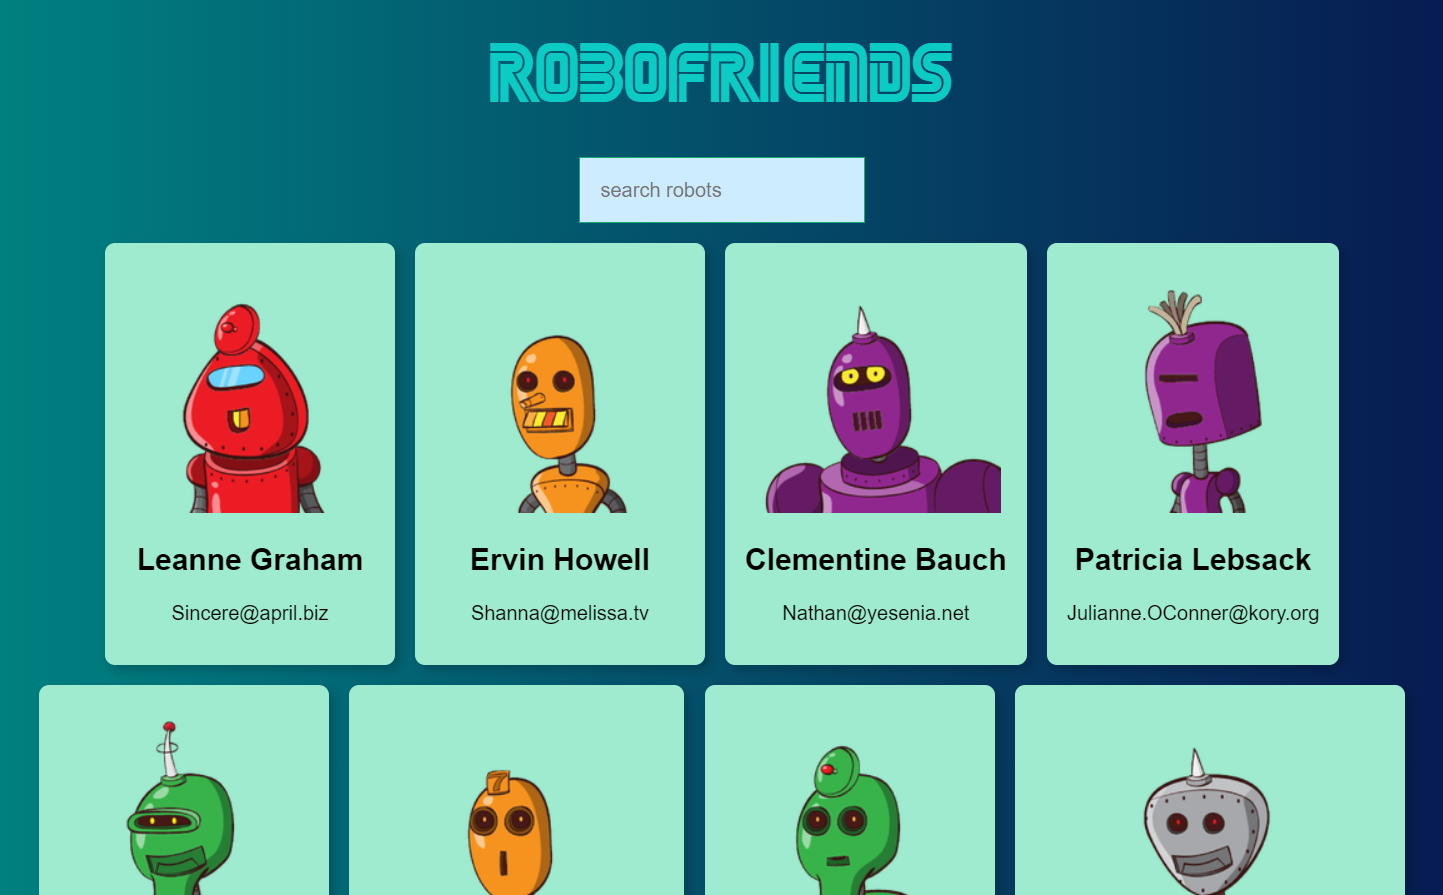 ROBOFRIENDS
search robots
Leanne Graham
Sincere@april.biz
Ervin Howell
Shanna@melissa.tv
Clementine Bauch
Nathan@yesenia.net
Patricia Lebsack
Julianne.OConner@kory.org
7